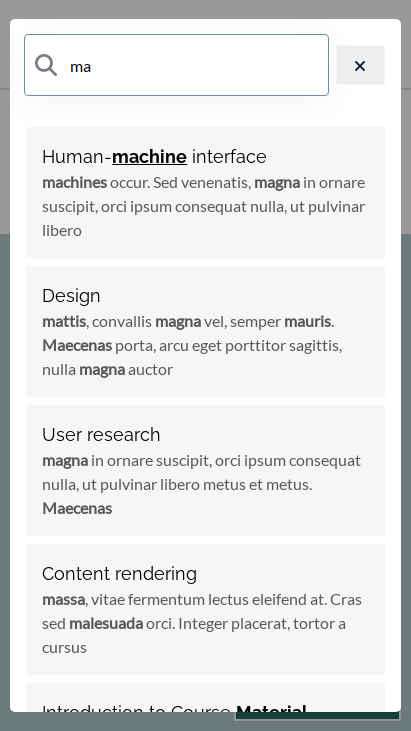 ma
Human-machine interface
machines occur. Sed venenatis, magna in ornare
suscipit, orci ipsum consequat nulla, ut pulvinar
libero
Design
mattis, convallis magna vel, semper mauris.
Maecenas porta, arcu eget porttitor sagittis,
nulla magna auctor
User research
magna in ornare suscipit, orci ipsum consequat
nulla, ut pulvinar libero metus et metus.
Maecenas
Content rendering
massa, vitae fermentum lectus eleifend at. Cras
sed malesuada orci. Integer placerat, tortor a
cursus
Introduction to Course Material